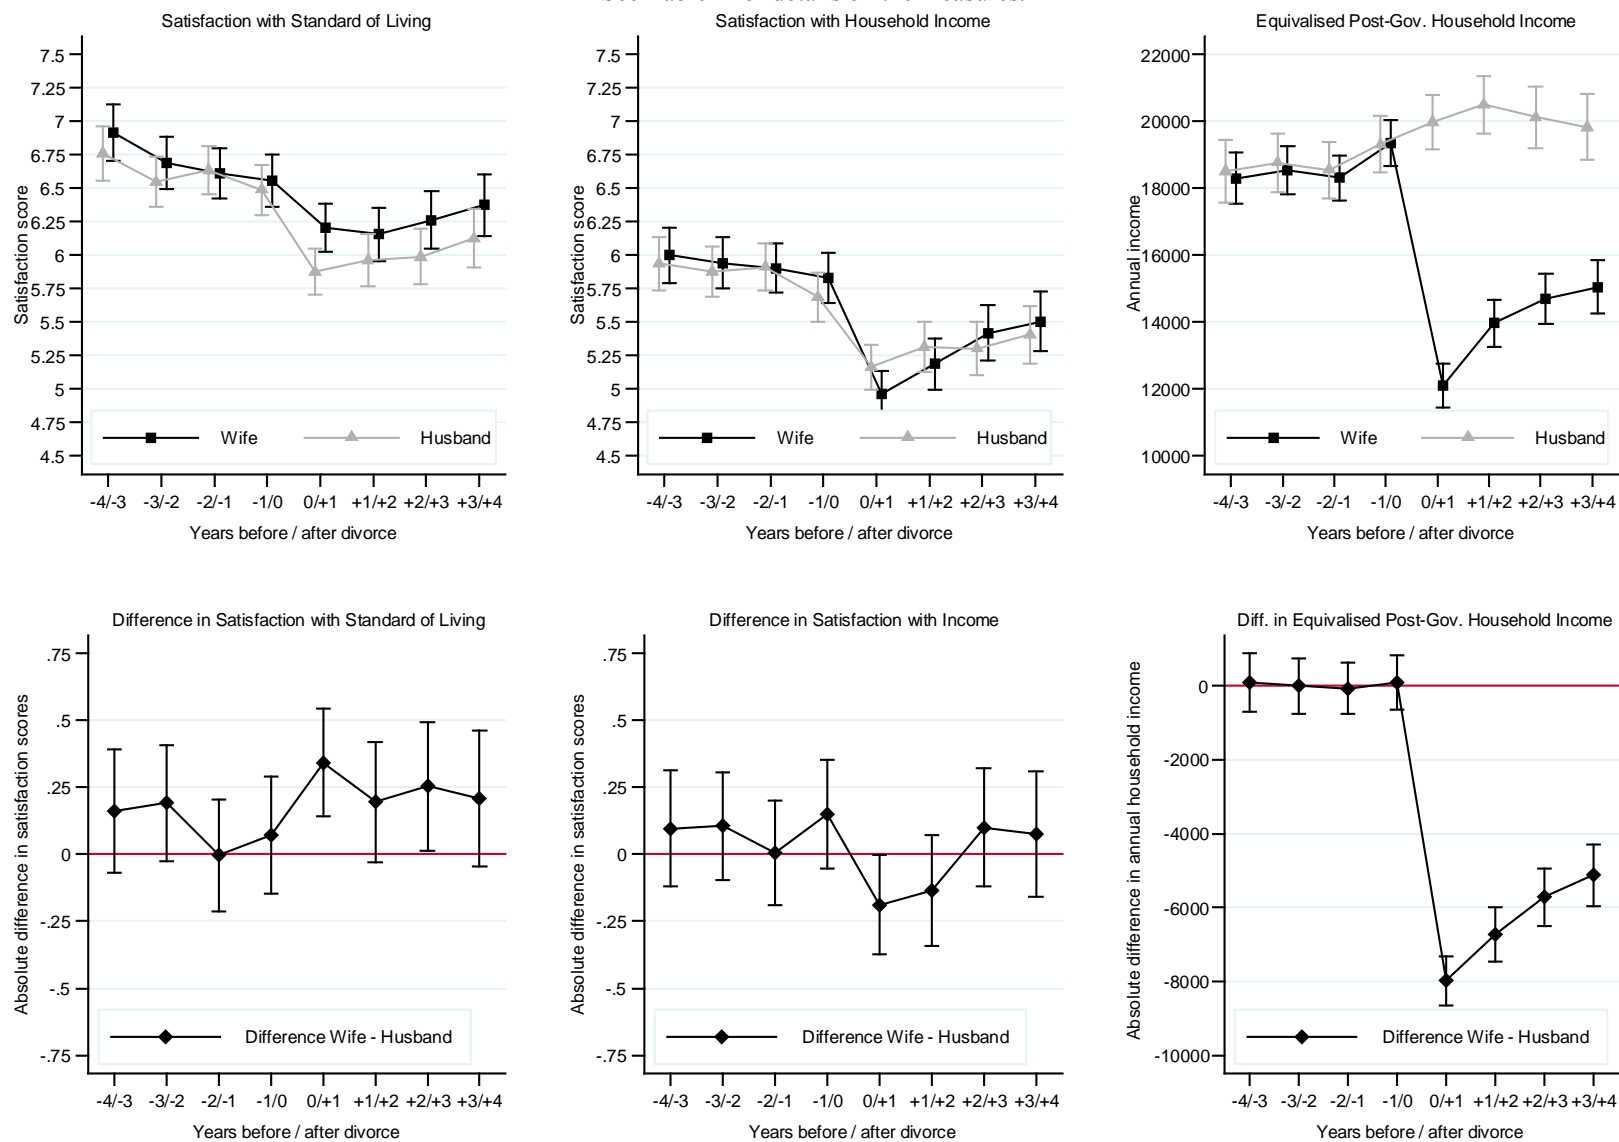 Satisfaction with Standard of Living
7.5
7.25
7
6.75
6.5
6.25
6
5.75
5.5
5.25
5
4.75
4.5
Satisfaction score
Wife
Husband
-4/-3 -3/-2 -2/-1 -1/0 0/+1 +1/+2 +2/+3 +3/+4
Years before / after divorce
Satisfaction with Household Income
7.5
7.25
7
6.75
6.5
6.25
6
5.75
5.5
5.25
5
4.75
4.5
Satisfaction score
Wife
Husband
-4/-3 -3/-2 -2/-1 -1/0 0/+1 +1/+2 +2/+3 +3/+4
Years before / after divorce
Equivalised Post-Gov. Household Income
22000
20000
18000
16000
14000
12000
10000
Annual income
Wife
Husband
-4/-3 -3/-2 -2/-1 -1/0 0/+1 +1/+2 +2/+3 +3/+4
Years before / after divorce
Difference in Satisfaction with Standard of Living
.75
.5
.25
0
-.25
-.5
-.75
Absolute difference in satisfaction scores
Difference Wife - Husband
-4/-3 -3/-2 -2/-1 -1/0 0/+1 +1/+2 +2/+3 +3/+4
Years before / after divorce
Difference in Satisfaction with Income
.75
.5
.25
0
-.25
-.5
-.75
Absolute difference in satisfaction scores
Difference Wife - Husband
-4/-3 -3/-2 -2/-1 -1/0 0/+1 +1/+2 +2/+3 +3/+4
Years before / after divorce
Diff. in Equivalised Post-Gov. Household Income
0
-2000
-4000
-6000
-8000
-10000
Absolute difference in annual household income
Difference Wife - Husband
-4/-3 -3/-2 -2/-1 -1/0 0/+1 +1/+2 +2/+3 +3/+4
Years before / after divorce